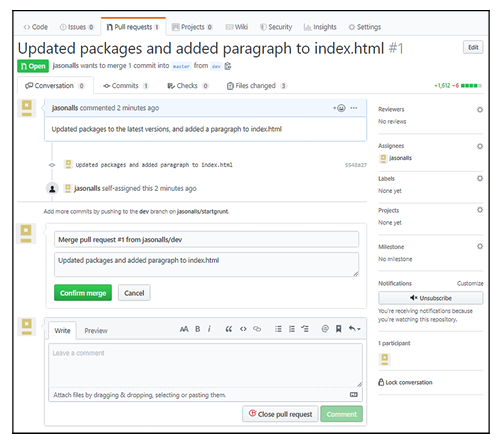 Code Issues 0 Pull requests 1 Projects 0 Wiki Security Insights Settings
Updated packages and added paragraph to index.html #1
Edit
Open jasonalls wants to merge 1 commit into master from dev
Conversation 0 Commits 1 Checks 0 Files changed 3 +1,612 −6
jasonalls commented 2 minutes ago
Updated packages to the latest versions, and added a paragraph to index.html
Updated packages and added paragraph to index.html
jasonalls self-assigned this 2 minutes ago
Add more commits by pushing to the dev branch on jasonalls/startgrunt.
Merge pull request #1 from jasonalls/dev
Updated packages and added paragraph to index.html
Confirm merge Cancel
Write Preview
AA B i
Leave a comment
Attach files by dragging & dropping, selecting or pasting them.
Close pull request Comment
Reviewers
No reviews
Assignees
jasonalls
Labels
None yet
Projects
None yet
Milestone
No milestone
Notifications Customize
Unsubscribe
You're receiving notifications because
you're watching this repository.
1 participant
Lock conversation